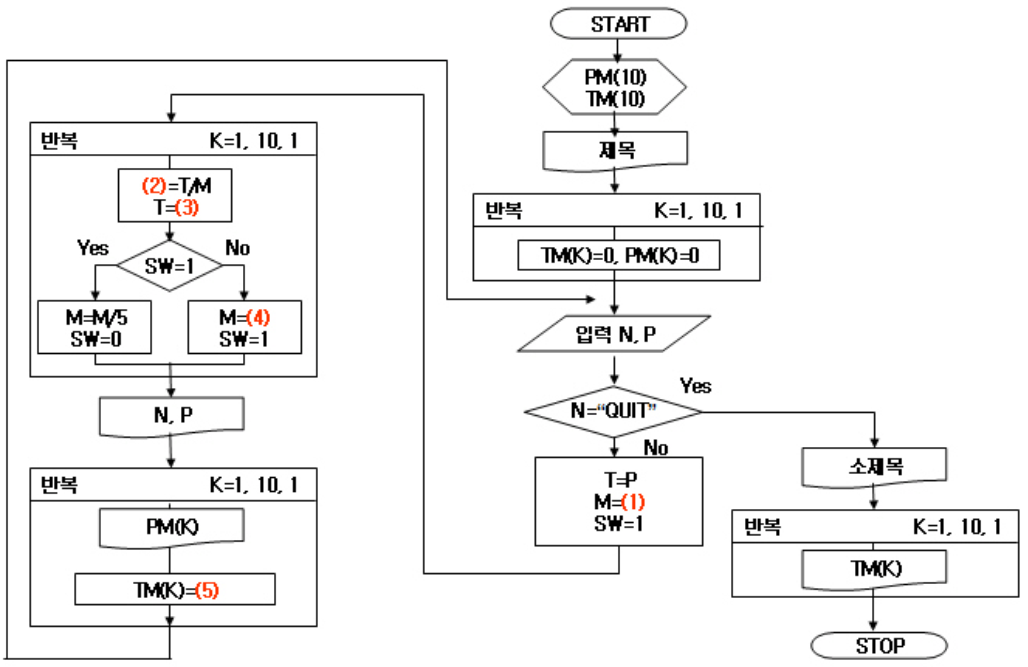 START
PM(10)
TM(10)
제목
반복 K=1, 10, 1
TM(K)=0, PM(K)=0
입력 N, P
N=“QUIT”
Yes
No
T=P
M=(1)
SW=1
반복 K=1, 10, 1
(2)=T/M
T=(3)
SW=1
Yes
No
M=M/5
SW=0
M=(4)
SW=1
N, P
반복 K=1, 10, 1
PM(K)
TM(K)=(5)
소제목
반복 K=1, 10, 1
TM(K)
STOP